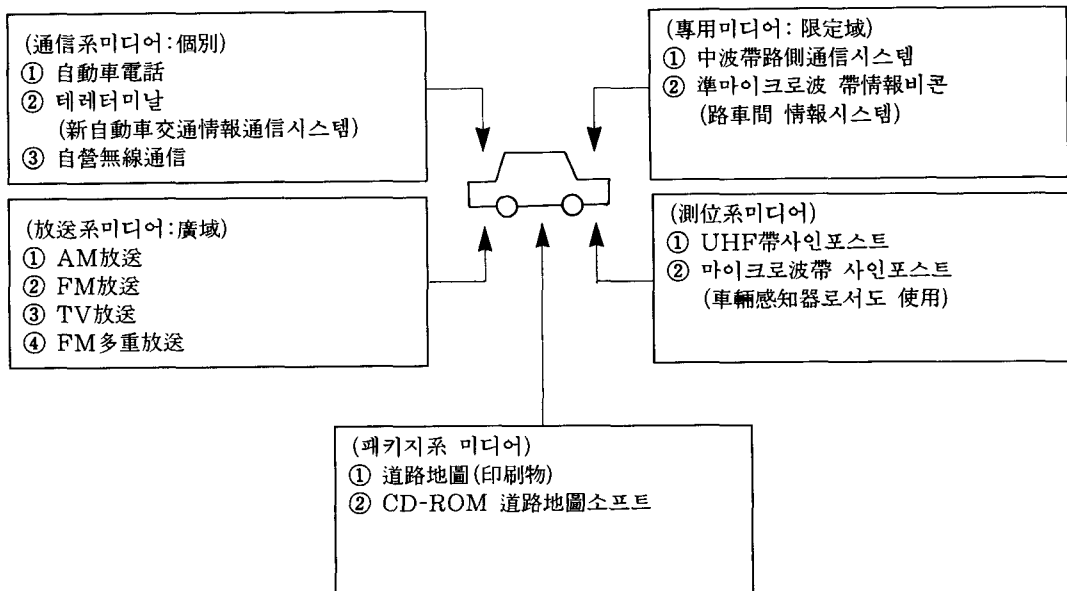 (通信系미디어:個別)
① 自動車電話
② 테레터미날
(新自動車交通情報通信시스템)
③ 自營無線通信
(放送系미디어:廣域)
① AM放送
② FM放送
③ TV放送
④ FM多重放送
(專用미디어: 限定域)
① 中波帶路側通信시스템
② 準마이크로波 帶情報비콘
(路車間 情報시스템)
(測位系미디어)
① UHF帶사인포스트
② 마이크로波帶 사인포스트
(車輛感知器로서도 使用)
(패키지系 미디어)
① 道路地圖(印刷物)
② CD-ROM 道路地圖소프트